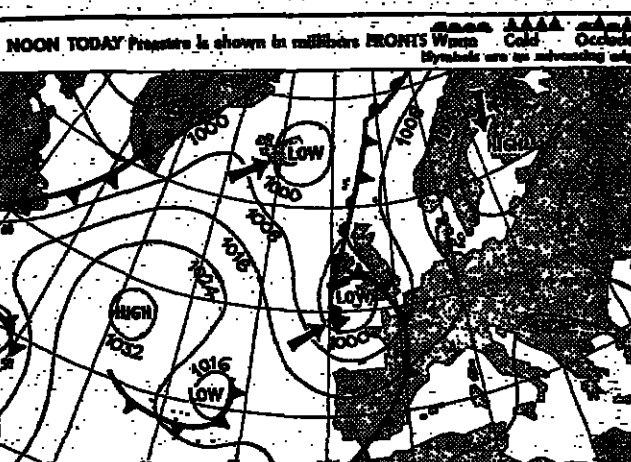 NOON TODAY Pressure is shown in millibars FRONTS Warm Cold Occluded
(Symbols are on advancing edge
1000
LOW
1008
HIGH
1000
1008
1016
1024
HIGH
LOW
1032
1000
1016
LOW